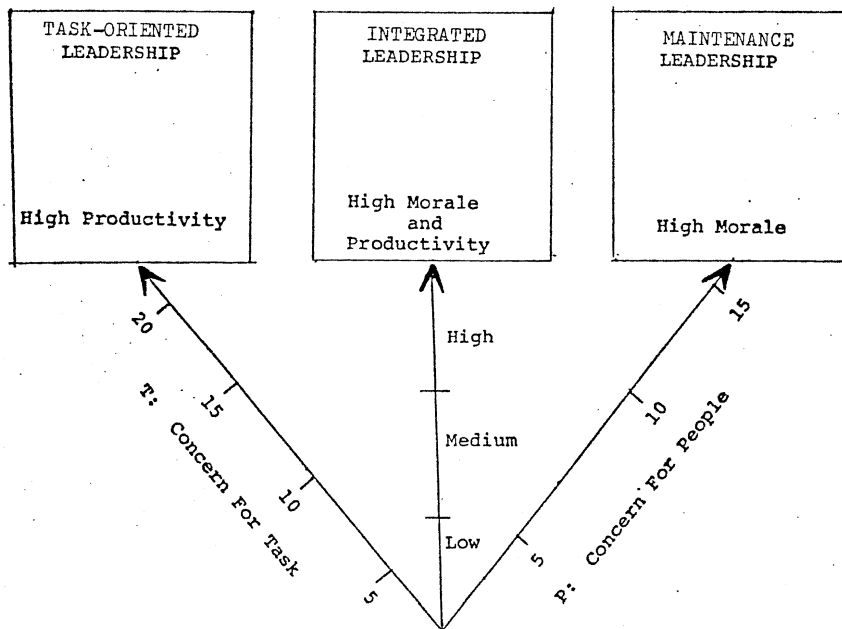 TASK-ORIENTED
LEADERSHIP
High Productivity
INTEGRATED
LEADERSHIP
High Morale
and
Productivity
MAINTENANCE
LEADERSHIP
High Morale
20
15
10
5
T: Concern For Task
High
Medium
Low
15
10
5
P: Concern For People